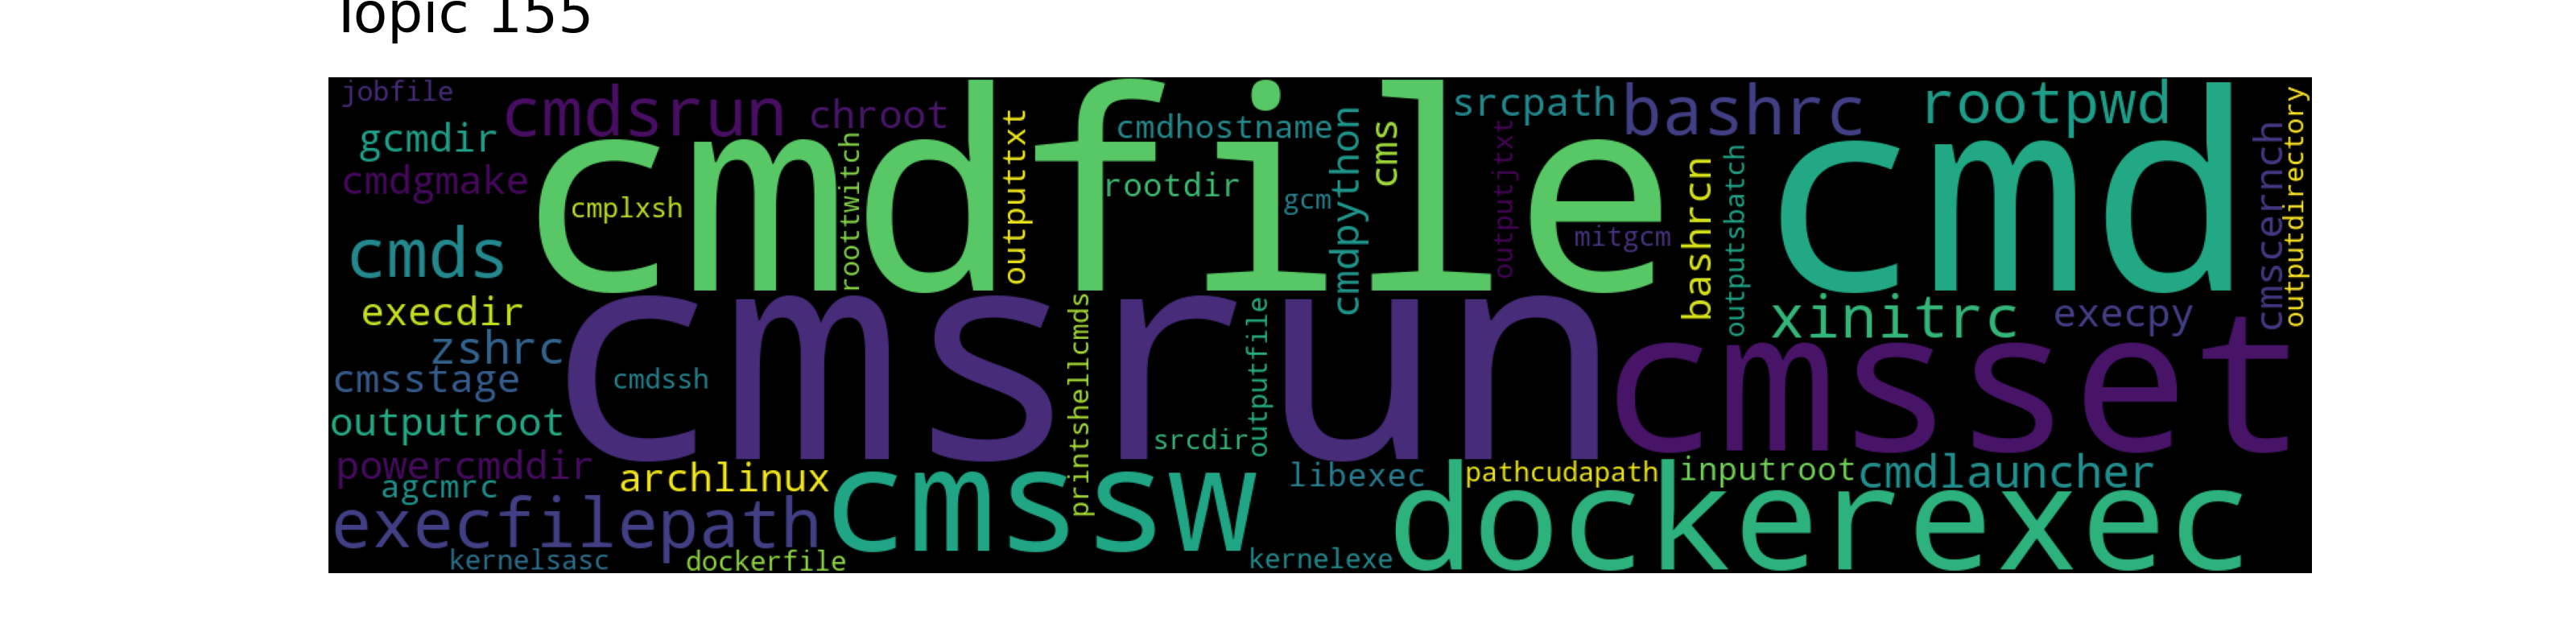 Topic 155
jobfile
cmdsrun
chroot
cmdfile
cmdhostname
cms
srcpath
bashrc
rootpwd
cmd
outputdirectory
gcmdir
cmdgmake
cmplxsh
roottwitch
outputtxt
rootdir
gcm
cmdpython
outputjtxt
mitgcm
bashrcn
outputsbatch
cmscernch
cmds
execdir
zshrc
cmsstage
cmdssh
cmsrun
printshellcmds
outputfile
srcdir
xinitrc
execpy
cmsset
outputroot
powercmddir
agcmrc
archlinux
cmssw
libexec
pathcudapath
inputroot
cmdlauncher
execfilepath
dockerexec
kernelsasc
dockerfile
kernelexe